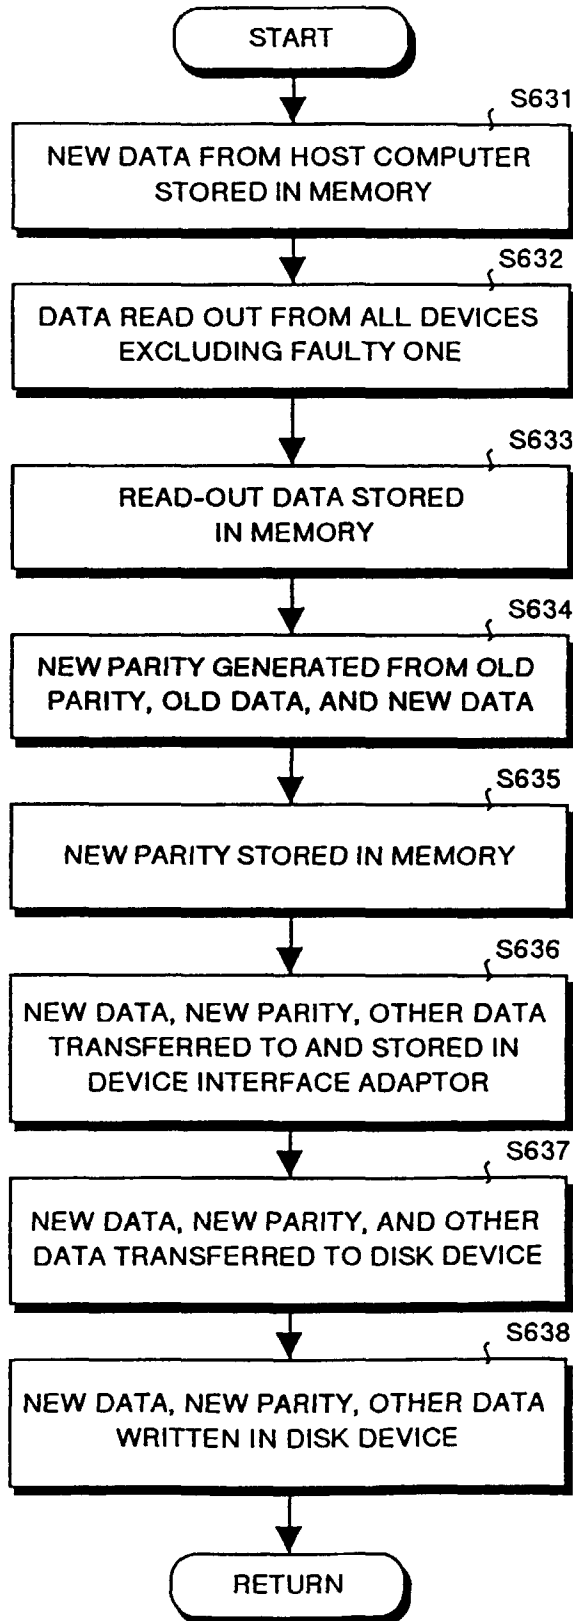 START
S631
NEW DATA FROM HOST COMPUTER
STORED IN MEMORY
S632
DATA READ OUT FROM ALL DEVICES
EXCLUDING FAULTY ONE
S633
READ-OUT DATA STORED
IN MEMORY
S634
NEW PARITY GENERATED FROM OLD
PARITY, OLD DATA, AND NEW DATA
S635
NEW PARITY STORED IN MEMORY
S636
NEW DATA, NEW PARITY, OTHER DATA
TRANSFERRED TO AND STORED IN
DEVICE INTERFACE ADAPTOR
S637
NEW DATA, NEW PARITY, AND OTHER
DATA TRANSFERRED TO DISK DEVICE
S638
NEW DATA, NEW PARITY, OTHER DATA
WRITTEN IN DISK DEVICE
RETURN